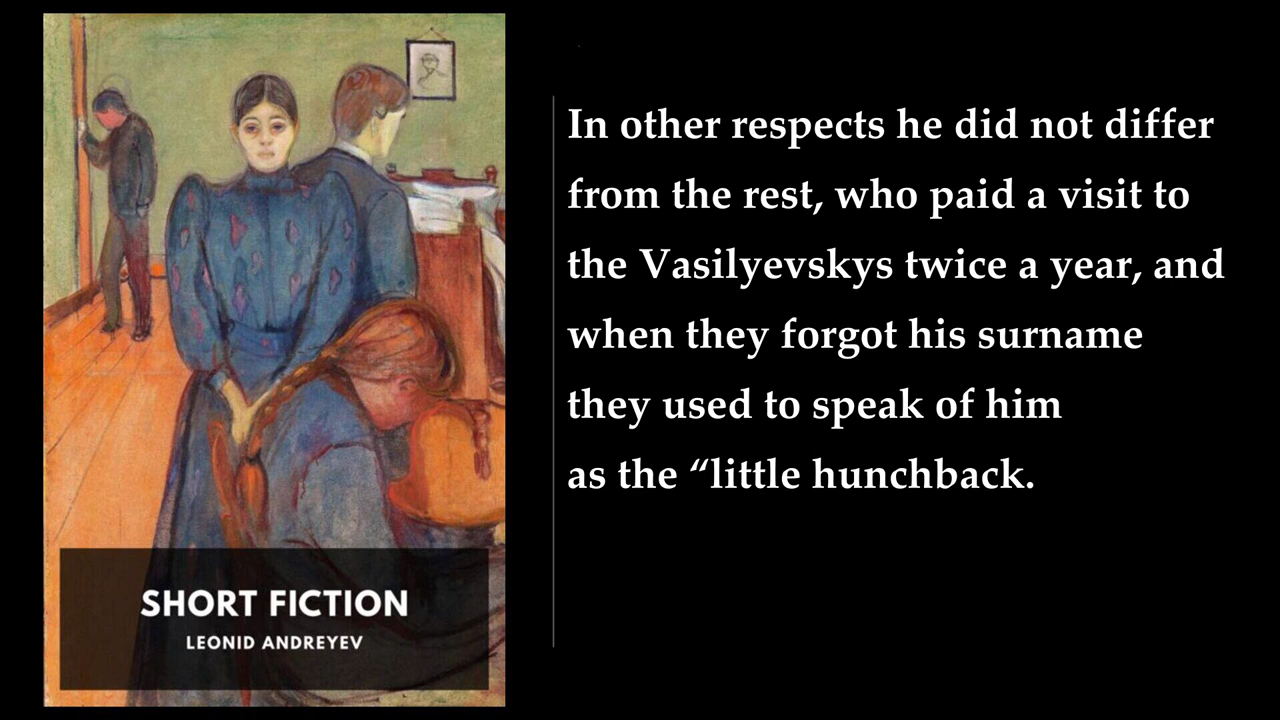 In other respects he did not differ
from the rest, who paid a visit to
the Vasilyevskys twice a year, and
when they forgot his surname
they used to speak of him
as the “little hunchback.
SHORT FICTION
LEONID ANDREYEV